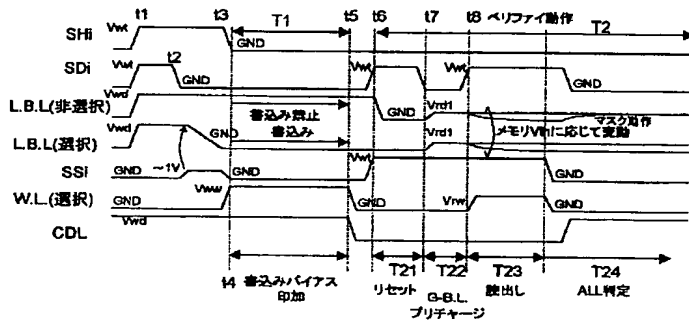 t1 t3 T1 t5 t6 t7 t8 ベリファイ動作 T2
SHi Vwt GND
SDi Vwt t2 GND Vwt Vwt GND
L.B.L(非選択) Vwd 書込み禁止 GND Vrd1 マスク動作
L.B.L(選択) Vwd GND 書込み Vrd1 メモリVthに応じて変動
SSi GND ~1V GND Vwt GND
W.L.(選択) GND Vww GND Vrw GND
CDL Vwd
t4 書込みバイアス印加
T21 T22 T23 T24
リセット G-B.L.プリチャージ 読出し ALL判定